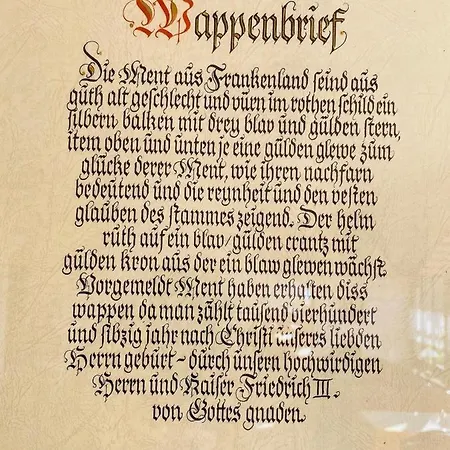 Wappenbrief
Die Ment aus Frankenland seind aus
guth alt geschlecht und vurn im rothen schild ein
silbern balken mit drey blav und gülden stern,
item oben und unten je eine gülden glewe zum
glücke derer Ment, wie ihren nachfarn
bedeutend und die reynheit und den vesten
glauben des stammes zeigend. Der helm
ruth auf ein blav/gülden crantz mit
gülden kron aus der ein blaw glewen wächst.
Vorgemeldt Ment haben erhalten diss
wappen da man zählt tausend vierhundert
und sibzig jahr nach Christi unseres liebden
Herrn geburt - durch unsern hochwirdigen
Herrn und Kaiser Friedrich III.
von Gottes gnaden.